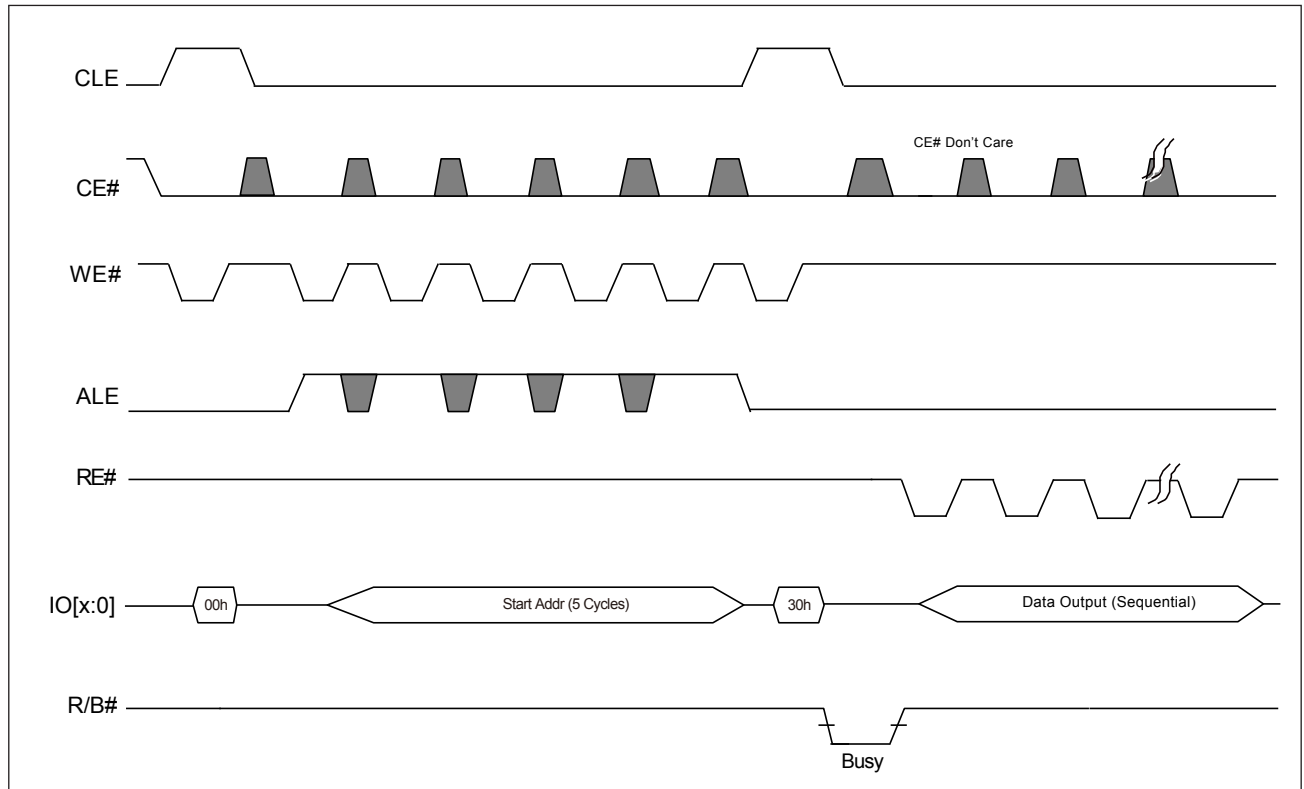 CLE
CE# Don't Care
CE#
WE#
ALE
RE#
IO[x:0]
00h
Start Addr (5 Cycles)
30h
Data Output (Sequential)
R/B#
Busy